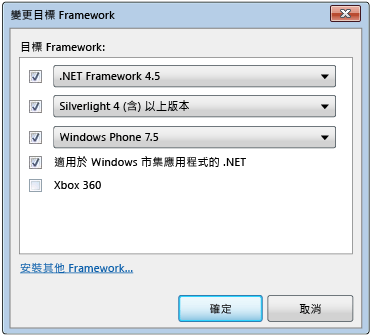 變更目標 Framework
目標 Framework:
.NET Framework 4.5
Silverlight 4 (含) 以上版本
Windows Phone 7.5
適用於 Windows 市集應用程式的 .NET
Xbox 360
安裝其他 Framework...
確定
取消